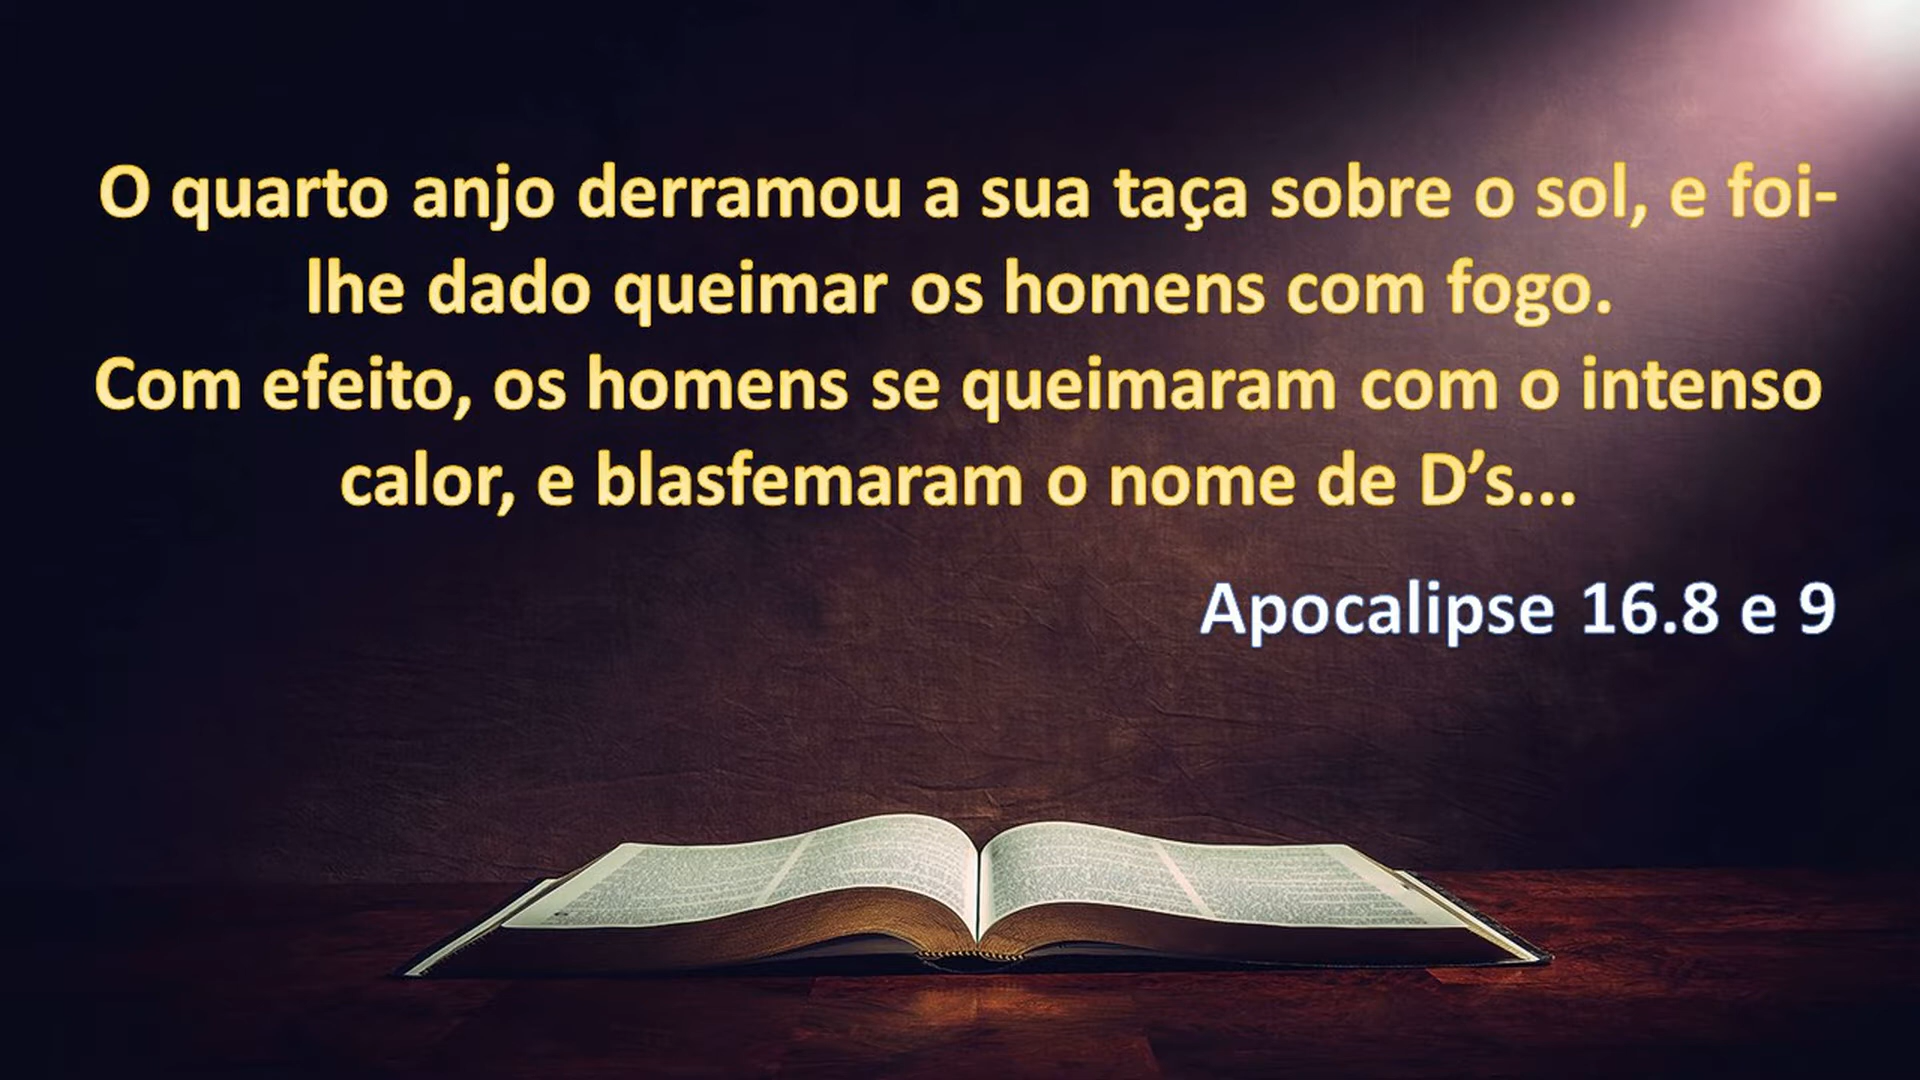 O quarto anjo derramou a sua taça sobre o sol, e foi-
lhe dado queimar os homens com fogo.
Com efeito, os homens se queimaram com o intenso
calor, e blasfemaram o nome de D’s...
Apocalipse 16.8 e 9